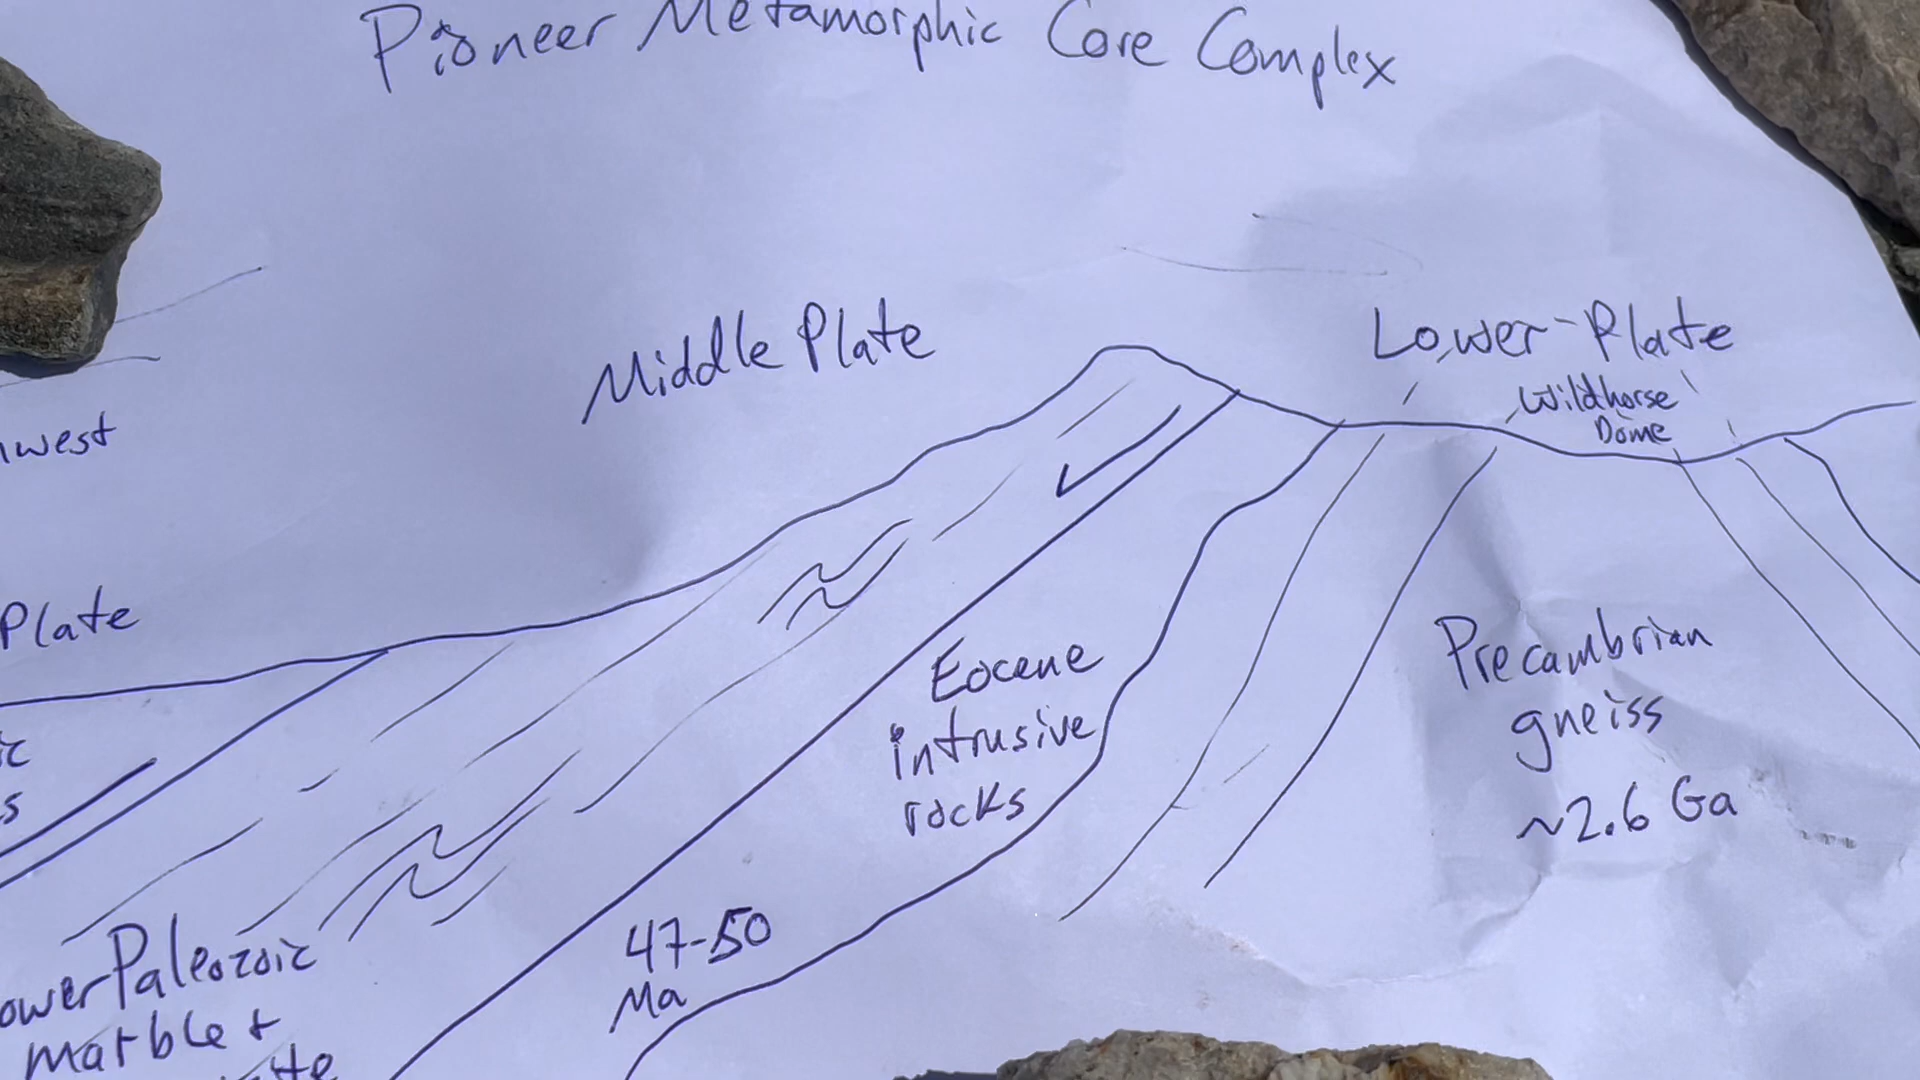 Pioneer Metamorphic Core Complex
Middle Plate
Lower-Plate
Wildhorse
Dome
west
Plate
Eocene
intrusive
rocks
Precambrian
gneiss
~2.6 Ga
47-50
Ma
ower Paleozoic
marble +